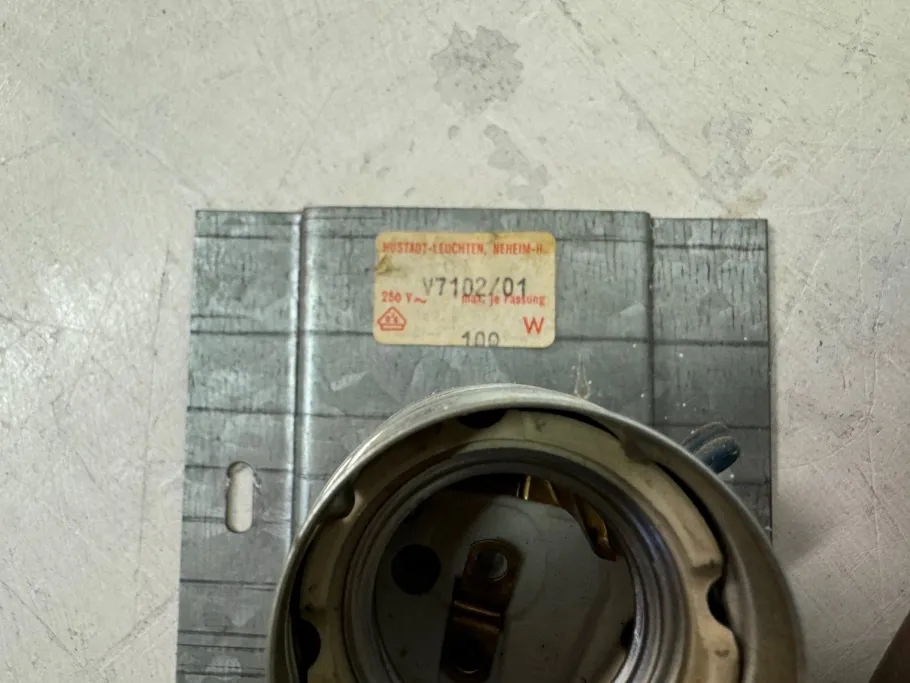 HUSTADT-LEUCHTEN, NEHEIM-H.
V7102/01
250 V~ max. je Fassung
W
100